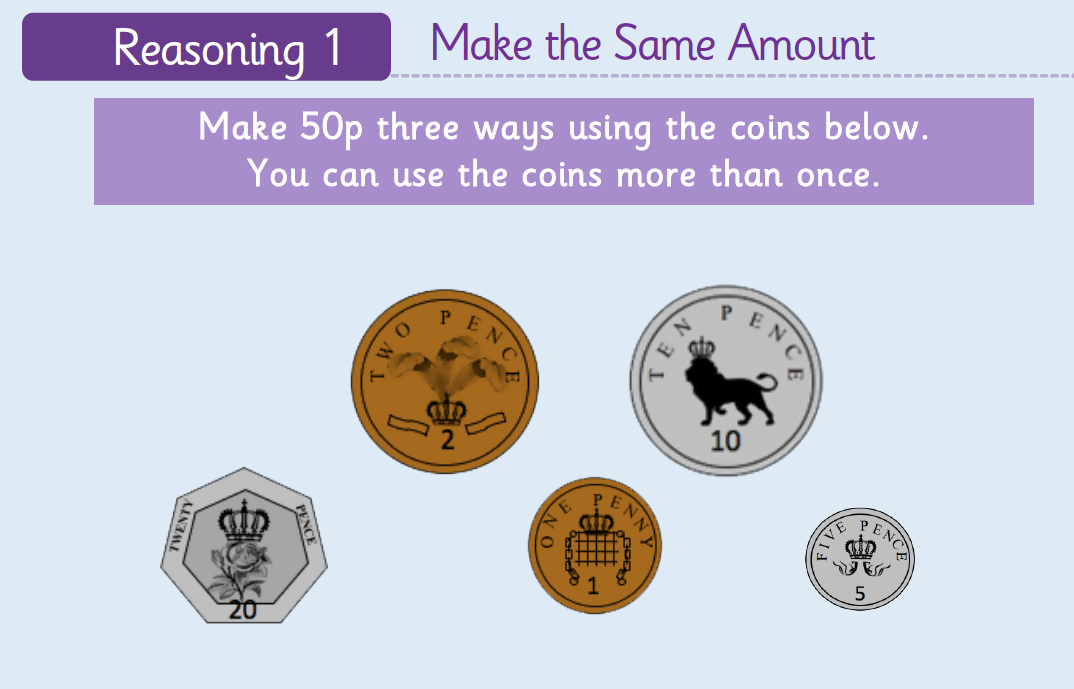 Reasoning 1
Make the Same Amount
Make 50p three ways using the coins below.
You can use the coins more than once.
TWO PENCE
2
TEN PENCE
10
TWENTY PENCE
20
ONE PENNY
1
FIVE PENCE
5